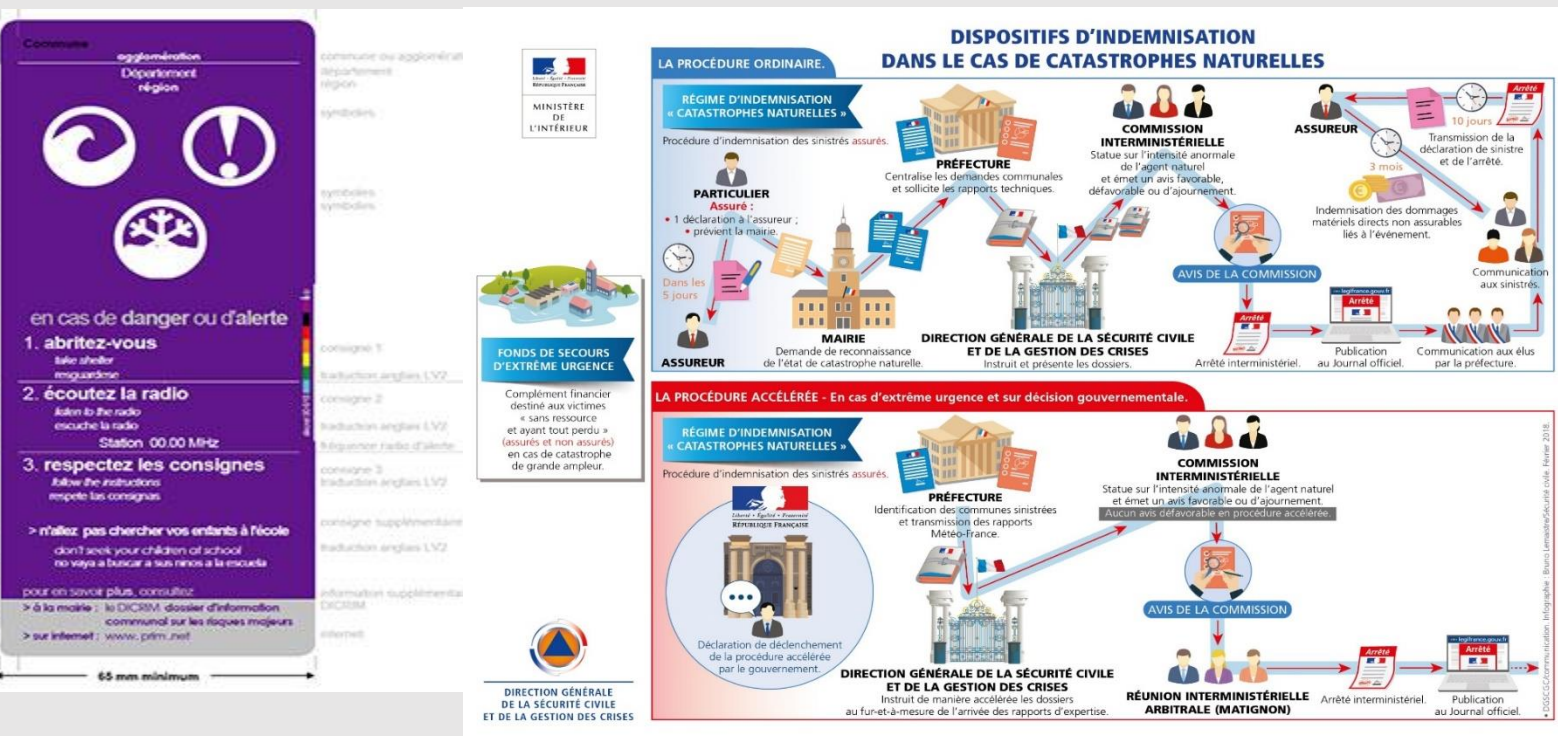 Commune
agglomération
Département
région
en cas de danger ou d'alerte
1. abritez-vous
take shelter
resguardese
2. écoutez la radio
listen to the radio
escuche la radio
Station 00.00 MHz
3. respectez les consignes
follow the instructions
respete las consignas
> n'allez pas chercher vos enfants à l'école
don't seek your children at school
no vaya a buscar a sus ninos a la escuela
pour en savoir plus, consultez
> à la mairie : le DICRIM dossier d'information
communal sur les risques majeurs
> sur internet : www.prim.net
65 mm minimum
commune ou agglomérat
département
région
symboles
symboles
symboles
consigne 1
traduction anglais LV2
consigne 2
traduction anglais LV2
fréquence radio d'alerte
consigne 3
traduction anglais LV2
consigne supplémentaire
traduction anglais LV2
information supplémenta
DICRIM
internet
Liberté • Égalité • Fraternité
RÉPUBLIQUE FRANÇAISE
MINISTÈRE
DE
L'INTÉRIEUR
FONDS DE SECOURS
D'EXTRÊME URGENCE
Complément financier
destiné aux victimes
« sans ressource
et ayant tout perdu »
(assurés et non assurés)
en cas de catastrophe
de grande ampleur.
DIRECTION GÉNÉRALE
DE LA SÉCURITÉ CIVILE
ET DE LA GESTION DES CRISES
DISPOSITIFS D'INDEMNISATION
DANS LE CAS DE CATASTROPHES NATURELLES
LA PROCÉDURE ORDINAIRE.
RÉGIME D'INDEMNISATION
« CATASTROPHES NATURELLES »
Procédure d'indemnisation des sinistrés assurés.
PARTICULIER
Assuré :
• 1 déclaration à l'assureur ;
• prévient la mairie.
Dans les
5 jours
ASSUREUR
MAIRIE
Demande de reconnaissance
de l'état de catastrophe naturelle.
PRÉFECTURE
Centralise les demandes communales
et sollicite les rapports techniques.
DIRECTION GÉNÉRALE DE LA SÉCURITÉ CIVILE
ET DE LA GESTION DES CRISES
Instruit et présente les dossiers.
COMMISSION
INTERMINISTÉRIELLE
Statue sur l'intensité anormale
de l'agent naturel
et émet un avis favorable,
défavorable ou d'ajournement.
AVIS DE LA COMMISSION
Arrêté
Arrêté interministériel.
legifrance.gouv.fr
Arrêté
Publication
au Journal officiel.
Communication aux élus
par la préfecture.
Arrêté
10 jours
Transmission de la
déclaration de sinistre
et de l'arrêté.
ASSUREUR
3 mois
Indemnisation des dommages
matériels directs non assurables
liés à l'événement.
Communication
aux sinistrés.
LA PROCÉDURE ACCÉLÉRÉE - En cas d'extrême urgence et sur décision gouvernementale.
RÉGIME D'INDEMNISATION
« CATASTROPHES NATURELLES »
Procédure d'indemnisation des sinistrés assurés.
Liberté • Égalité • Fraternité
RÉPUBLIQUE FRANÇAISE
Déclaration de déclenchement
de la procédure accélérée
par le gouvernement.
PRÉFECTURE
Identification des communes sinistrées
et transmission des rapports
Météo-France.
DIRECTION GÉNÉRALE DE LA SÉCURITÉ CIVILE
ET DE LA GESTION DES CRISES
Instruit de manière accélérée les dossiers
au fur-et-à-mesure de l'arrivée des rapports d'expertise.
COMMISSION
INTERMINISTÉRIELLE
Statue sur l'intensité anormale de l'agent naturel
et émet un avis favorable ou d'ajournement.
Aucun avis défavorable en procédure accélérée.
AVIS DE LA COMMISSION
RÉUNION INTERMINISTÉRIELLE
ARBITRALE (MATIGNON)
Arrêté
Arrêté interministériel.
legifrance.gouv.fr
Arrêté
Publication
au Journal officiel.
• DGSCGC/communication. Infographie : Bruno Lemaistre/Sécurité civile. Février 2018.